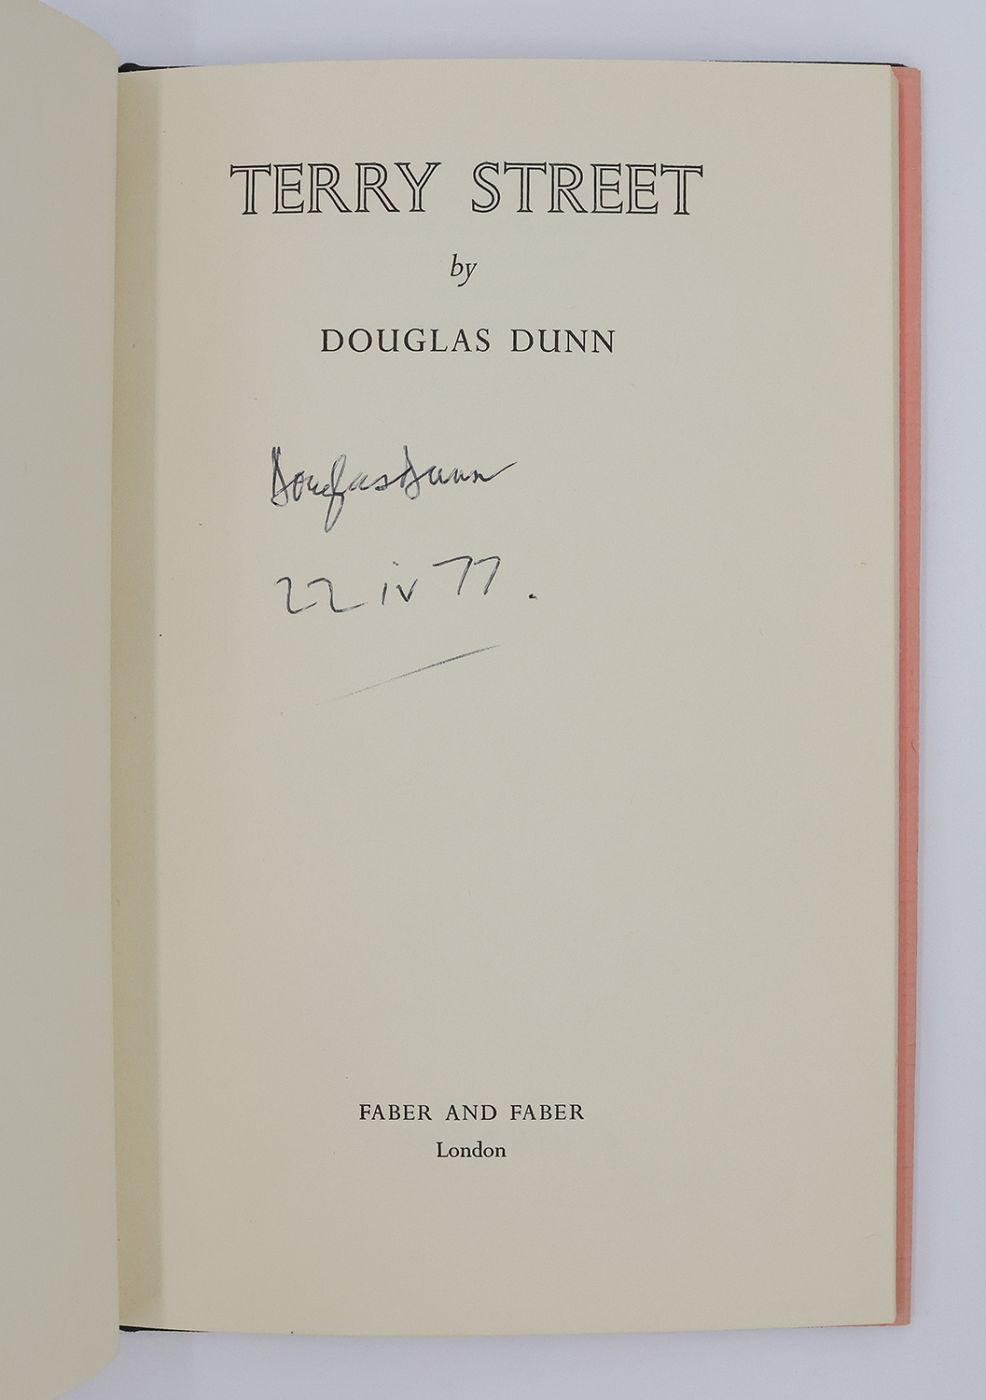 TERRY STREET
by
DOUGLAS DUNN
Douglas Dunn
22 iv 77.
FABER AND FABER
London